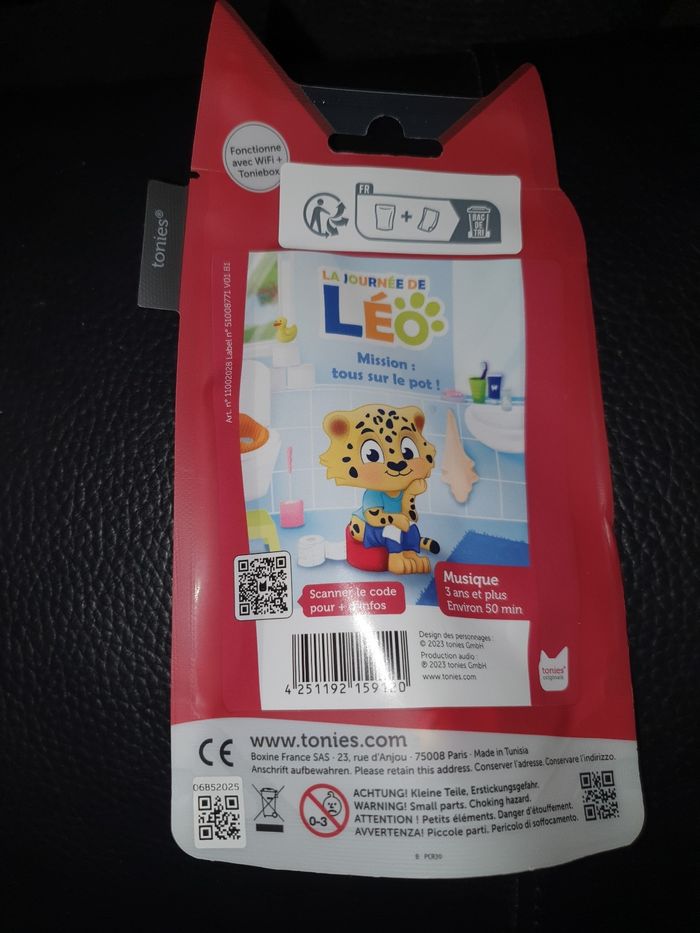 Fonctionne
avec WiFi +
Toniebox
tonies®
FR
+
BAC
DE
TRI
Art. n° 11002028 Label n° 51008771 V01 B1
LA JOURNÉE DE
LÉO
Mission :
tous sur le pot !
Scanner le code
pour + d'infos
Musique
3 ans et plus
Environ 50 min
Design des personnages :
© 2023 tonies GmbH
Production audio :
℗ 2023 tonies GmbH
www.tonies.com
4 251192 159120
tonies®
originale
CE
www.tonies.com
Boxine France SAS · 23, rue d'Anjou · 75008 Paris · Made in Tunisia
Anschrift aufbewahren. Please retain this address. Conserver l'adresse. Conservare l'indirizzo.
06B52025
0-3
ACHTUNG! Kleine Teile, Erstickungsgefahr.
WARNING! Small parts. Choking hazard.
ATTENTION ! Petits éléments. Danger d'étouffement.
AVVERTENZA! Piccole parti. Pericolo di soffocamento.
B PCR30